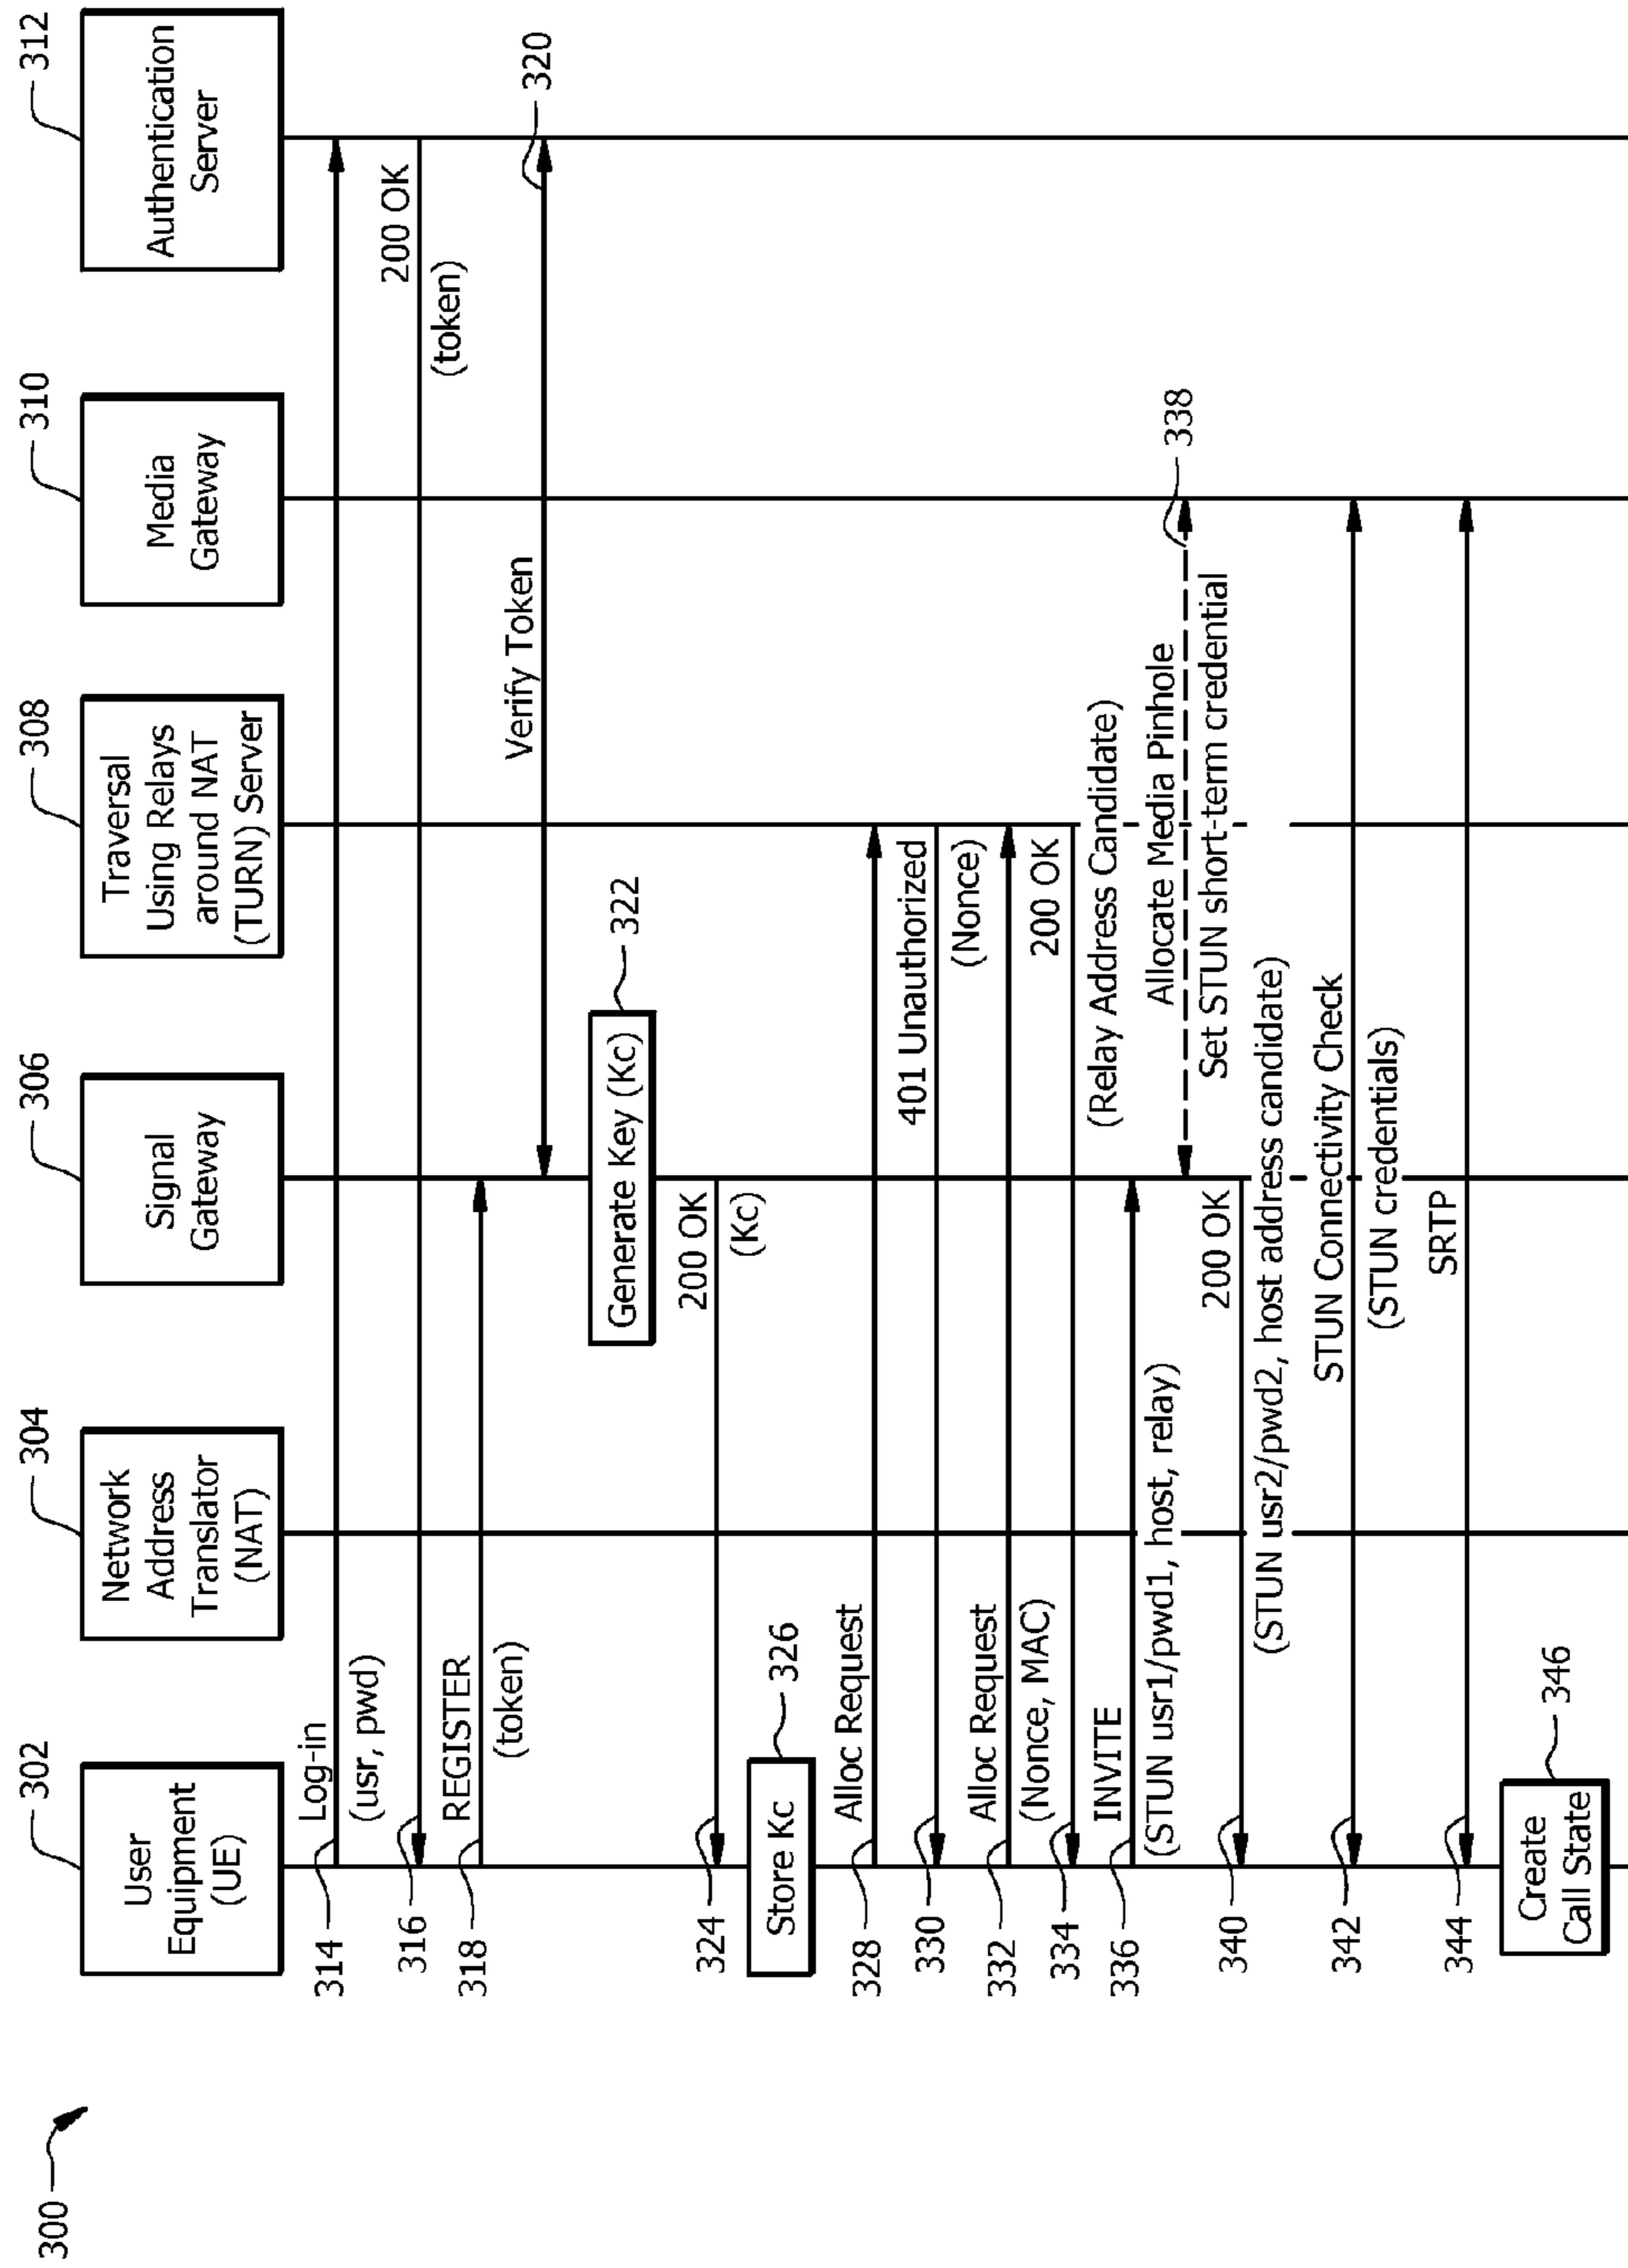 300
302
User
Equipment
(UE)
304
Network
Address
Translator
(NAT)
306
Signal
Gateway
308
Traversal
Using Relays
around NAT
(TURN) Server
310
Media
Gateway
312
Authentication
Server
314
Log-in
(usr, pwd)
316
200 OK
(token)
318
REGISTER
(token)
Verify Token
320
Generate Key (Kc)
322
324
200 OK
(Kc)
Store Kc
326
328
Alloc Request
330
401 Unauthorized
(Nonce)
332
Alloc Request
(Nonce, MAC)
334
200 OK
(Relay Address Candidate)
336
INVITE
(STUN usr1/pwd1, host, relay)
Allocate Media Pinhole
338
Set STUN short-term credential
340
200 OK
(STUN usr2/pwd2, host address candidate)
342
STUN Connectivity Check
(STUN credentials)
344
SRTP
Create
Call State
346